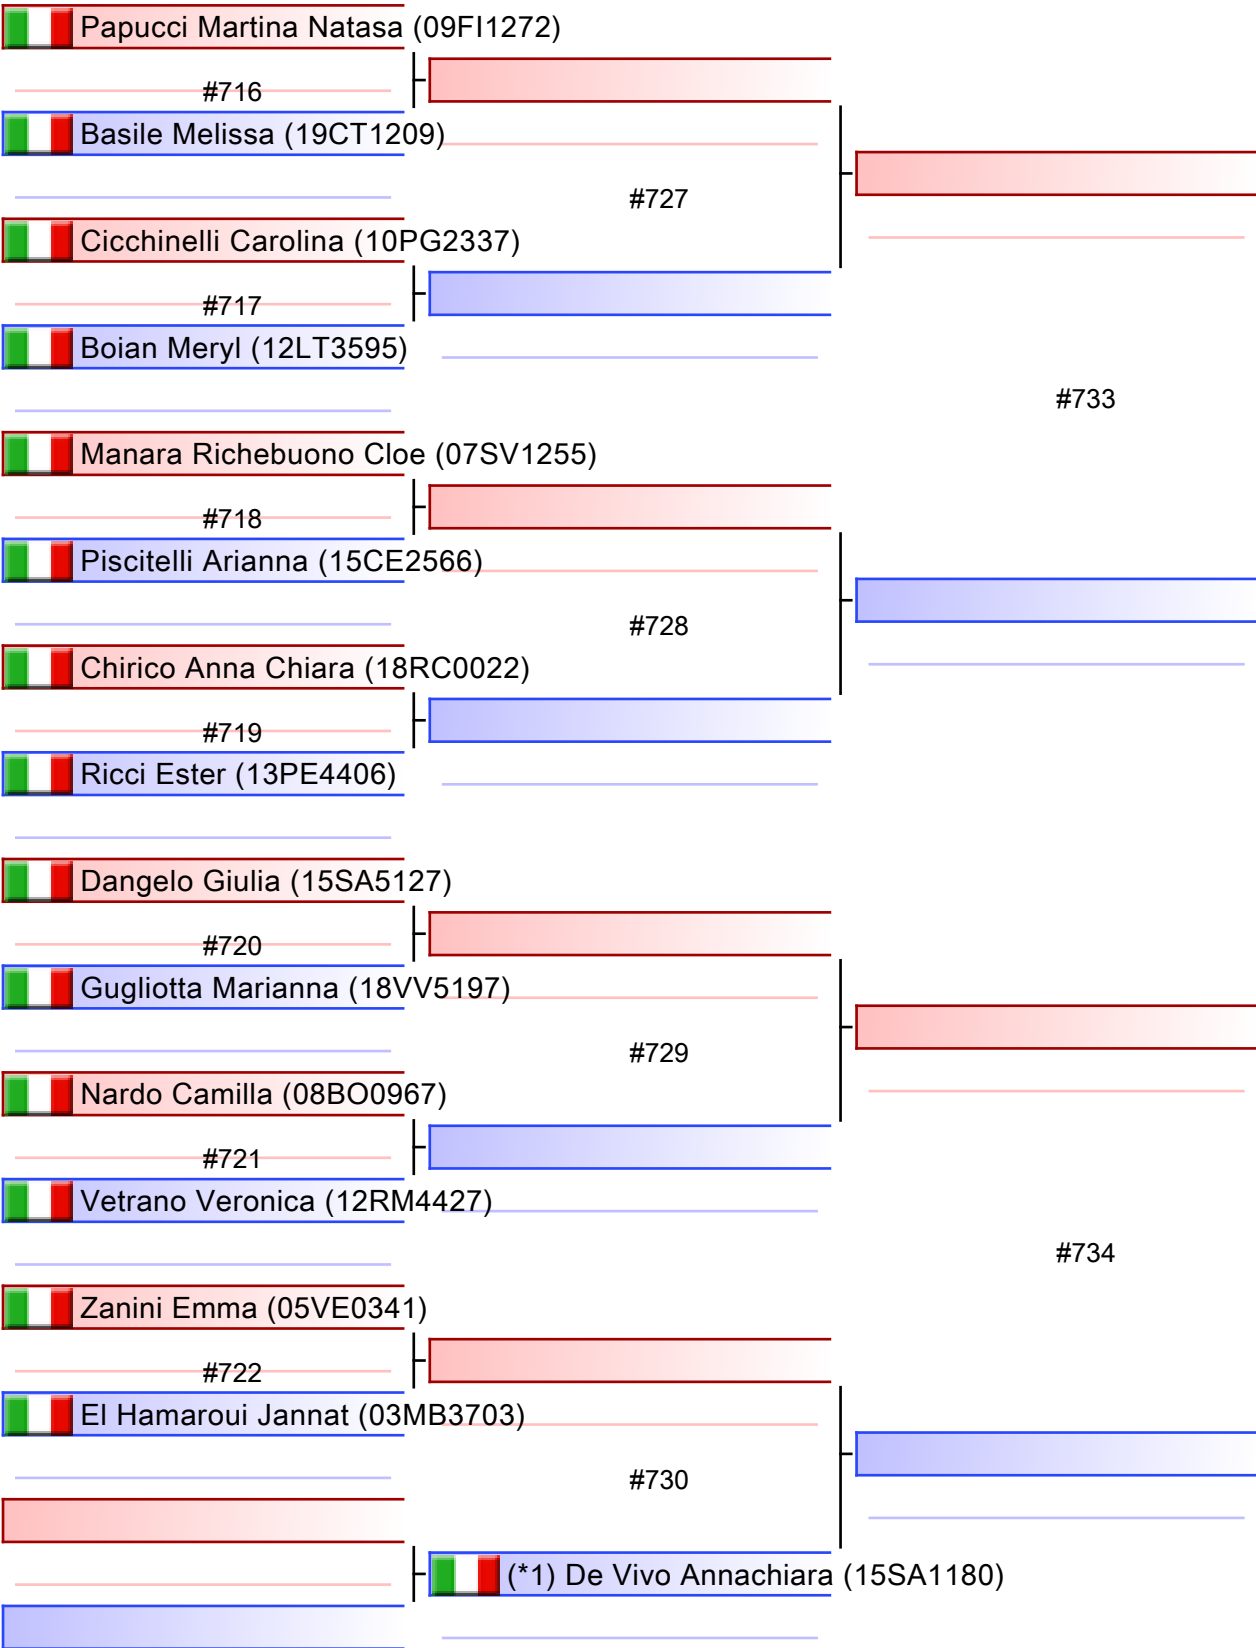 Papucci Martina Natasa (09FI1272)
#716
Basile Melissa (19CT1209)
#727
Cicchinelli Carolina (10PG2337)
#717
Boian Meryl (12LT3595)
#733
Manara Richebuono Cloe (07SV1255)
#718
Piscitelli Arianna (15CE2566)
#728
Chirico Anna Chiara (18RC0022)
#719
Ricci Ester (13PE4406)
Dangelo Giulia (15SA5127)
#720
Gugliotta Marianna (18VV5197)
#729
Nardo Camilla (08BO0967)
#721
Vetrano Veronica (12RM4427)
#734
Zanini Emma (05VE0341)
#722
El Hamaroui Jannat (03MB3703)
#730
(*1) De Vivo Annachiara (15SA1180)